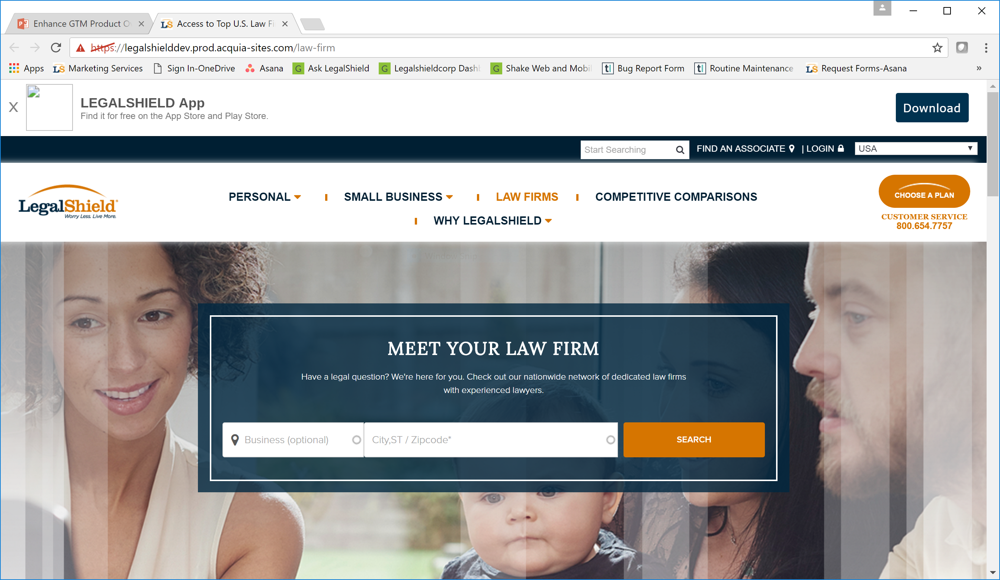 Enhance GTM Product
Access to Top U.S. Law
https://legalshielddev.prod.acquia-sites.com/law-firm
Apps
Marketing Services
Sign In-OneDrive
Asana
Ask LegalShield
Legalshieldcorp
Shake Web and
Bug Report Form
Routine Maintenance
Request Forms-Asana
»
X
LEGALSHIELD App
Find it for free on the App Store and Play Store.
Download
Start Searching
FIND AN ASSOCIATE
| LOGIN
USA
LegalShield®
Worry Less. Live More.
PERSONAL
SMALL BUSINESS
LAW FIRMS
COMPETITIVE COMPARISONS
WHY LEGALSHIELD
CHOOSE A PLAN
CUSTOMER SERVICE
800.654.7757
Window Snip
MEET YOUR LAW FIRM
Have a legal question? We're here for you. Check out our nationwide network of dedicated law firms
with experienced lawyers.
Business (optional)
City,ST / Zipcode*
SEARCH